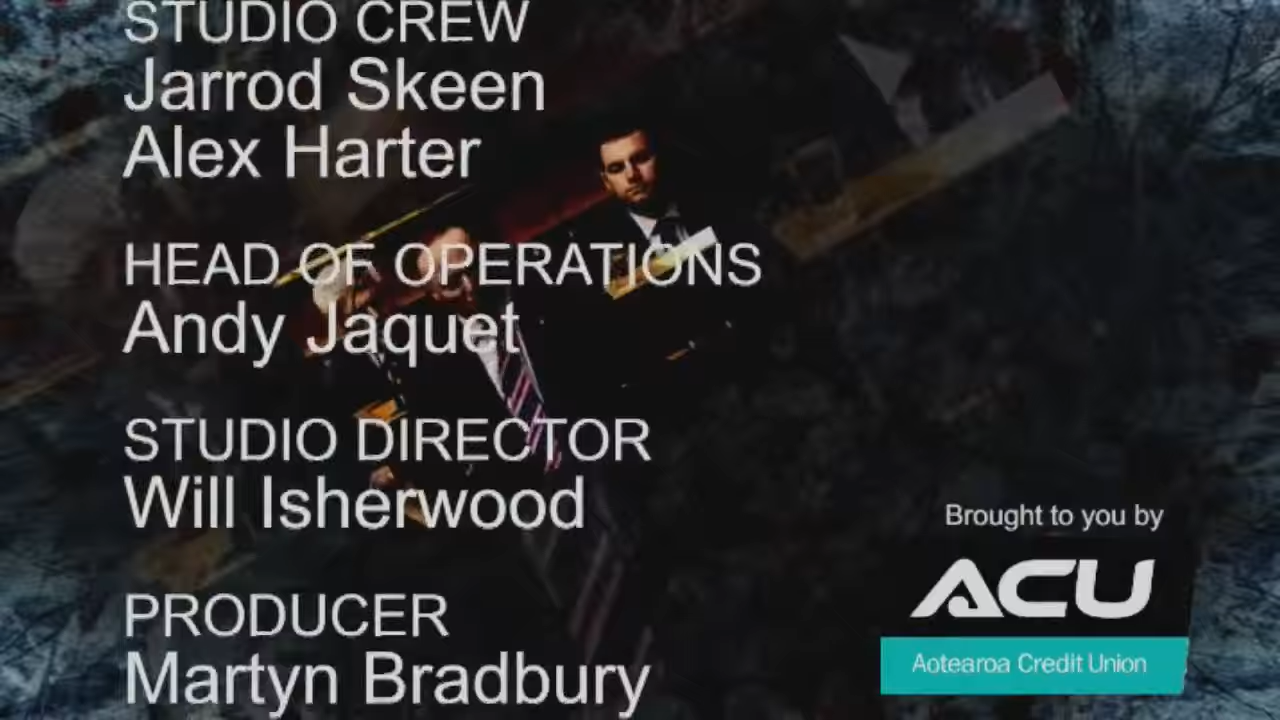 STUDIO CREW
Jarrod Skeen
Alex Harter
HEAD OF OPERATIONS
Andy Jaquet
STUDIO DIRECTOR
Will Isherwood
PRODUCER
Martyn Bradbury
Brought to you by
ACU
Aotearoa Credit Union